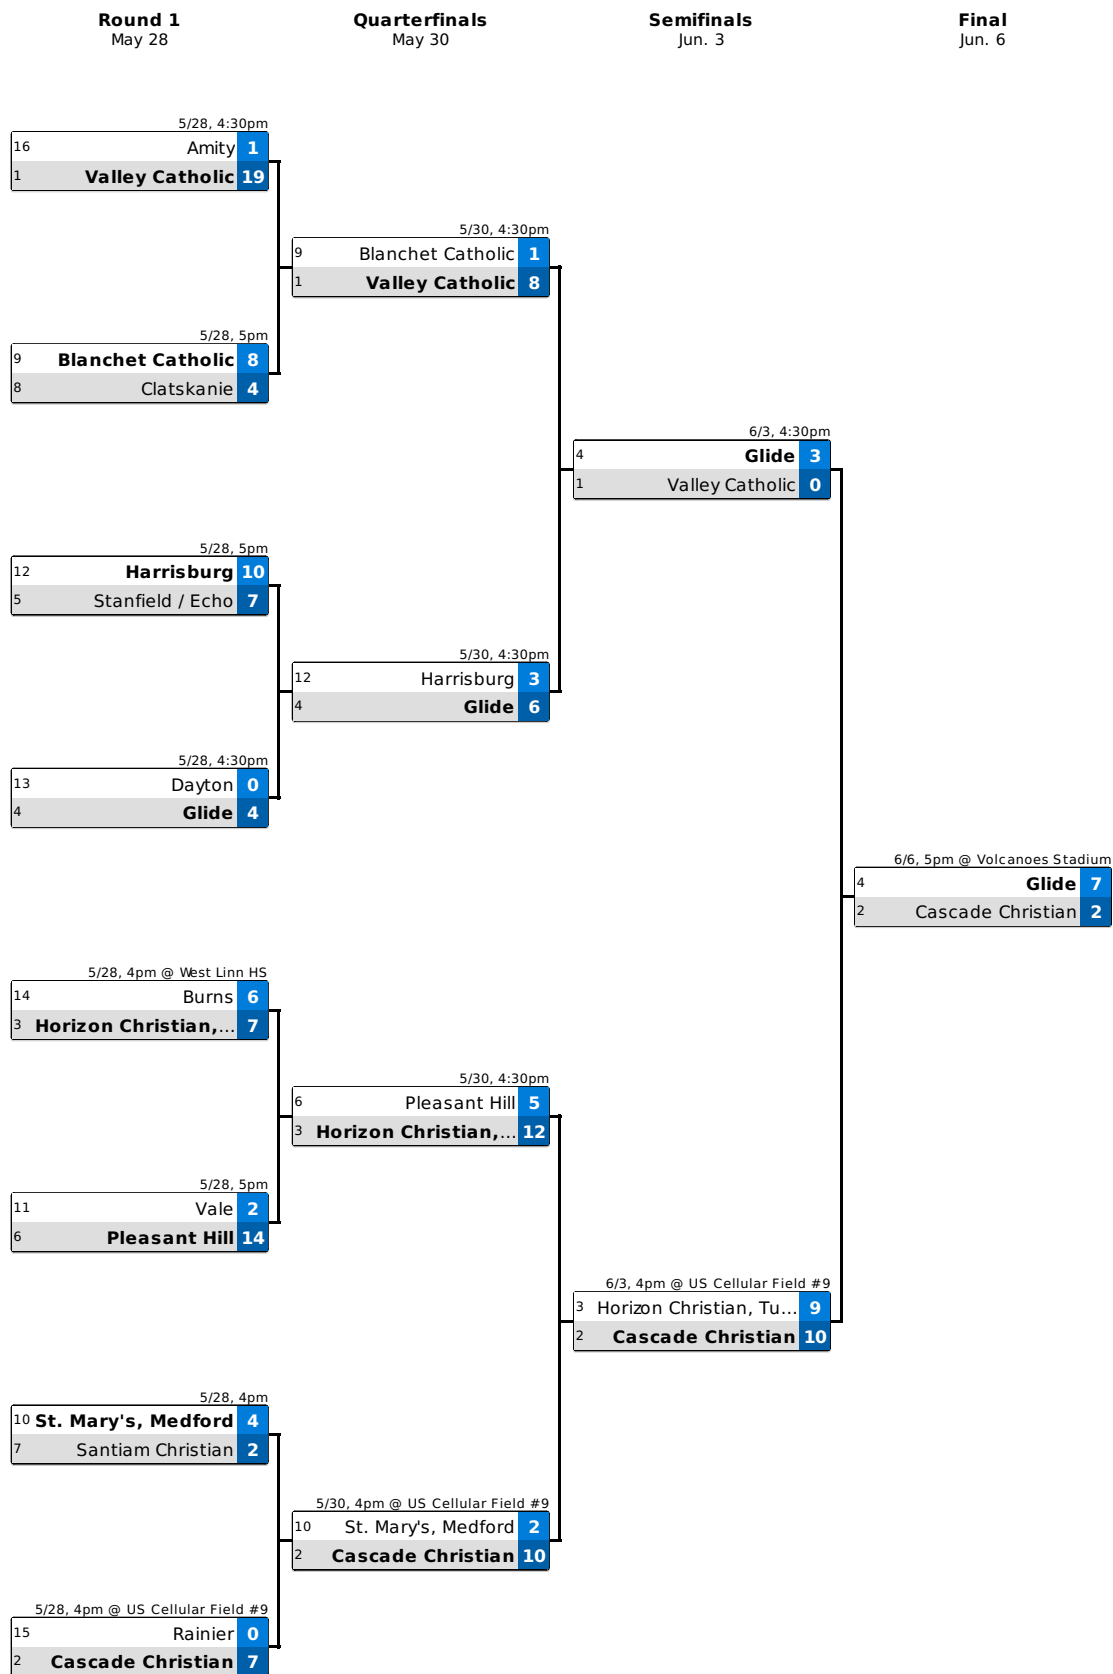 Round 1
May 28
Quarterfinals
May 30
Semifinals
Jun. 3
Final
Jun. 6
5/28, 4:30pm
16 Amity 1
1 Valley Catholic 19
5/30, 4:30pm
9 Blanchet Catholic 1
1 Valley Catholic 8
5/28, 5pm
9 Blanchet Catholic 8
8 Clatskanie 4
6/3, 4:30pm
4 Glide 3
1 Valley Catholic 0
5/28, 5pm
12 Harrisburg 10
5 Stanfield / Echo 7
5/30, 4:30pm
12 Harrisburg 3
4 Glide 6
5/28, 4:30pm
13 Dayton 0
4 Glide 4
6/6, 5pm @ Volcanoes Stadium
4 Glide 7
2 Cascade Christian 2
5/28, 4pm @ West Linn HS
14 Burns 6
3 Horizon Christian,... 7
5/30, 4:30pm
6 Pleasant Hill 5
3 Horizon Christian,... 12
5/28, 5pm
11 Vale 2
6 Pleasant Hill 14
6/3, 4pm @ US Cellular Field #9
3 Horizon Christian, Tu... 9
2 Cascade Christian 10
5/28, 4pm
10 St. Mary's, Medford 4
7 Santiam Christian 2
5/30, 4pm @ US Cellular Field #9
10 St. Mary's, Medford 2
2 Cascade Christian 10
5/28, 4pm @ US Cellular Field #9
15 Rainier 0
2 Cascade Christian 7